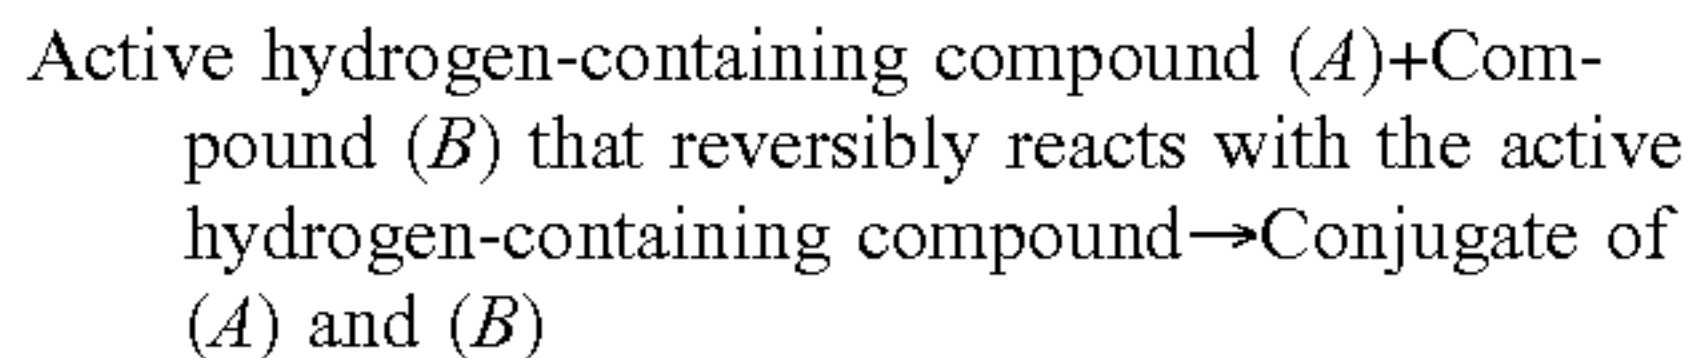 Active hydrogen-containing compound (A)+Com-
pound (B) that reversibly reacts with the active
hydrogen-containing compound→Conjugate of
(A) and (B)